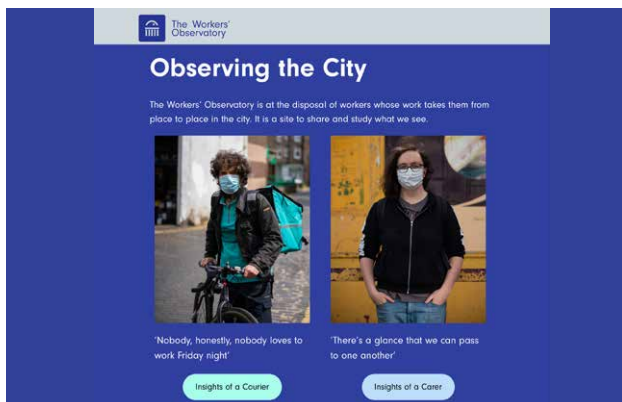 The Workers'
Observatory
Observing the City
The Workers' Observatory is at the disposal of workers whose work takes them from
place to place in the city. It is a site to share and study what we see.
'Nobody, honestly, nobody loves to
work Friday night'
'There's a glance that we can pass
to one another'
Insights of a Courier
Insights of a Carer